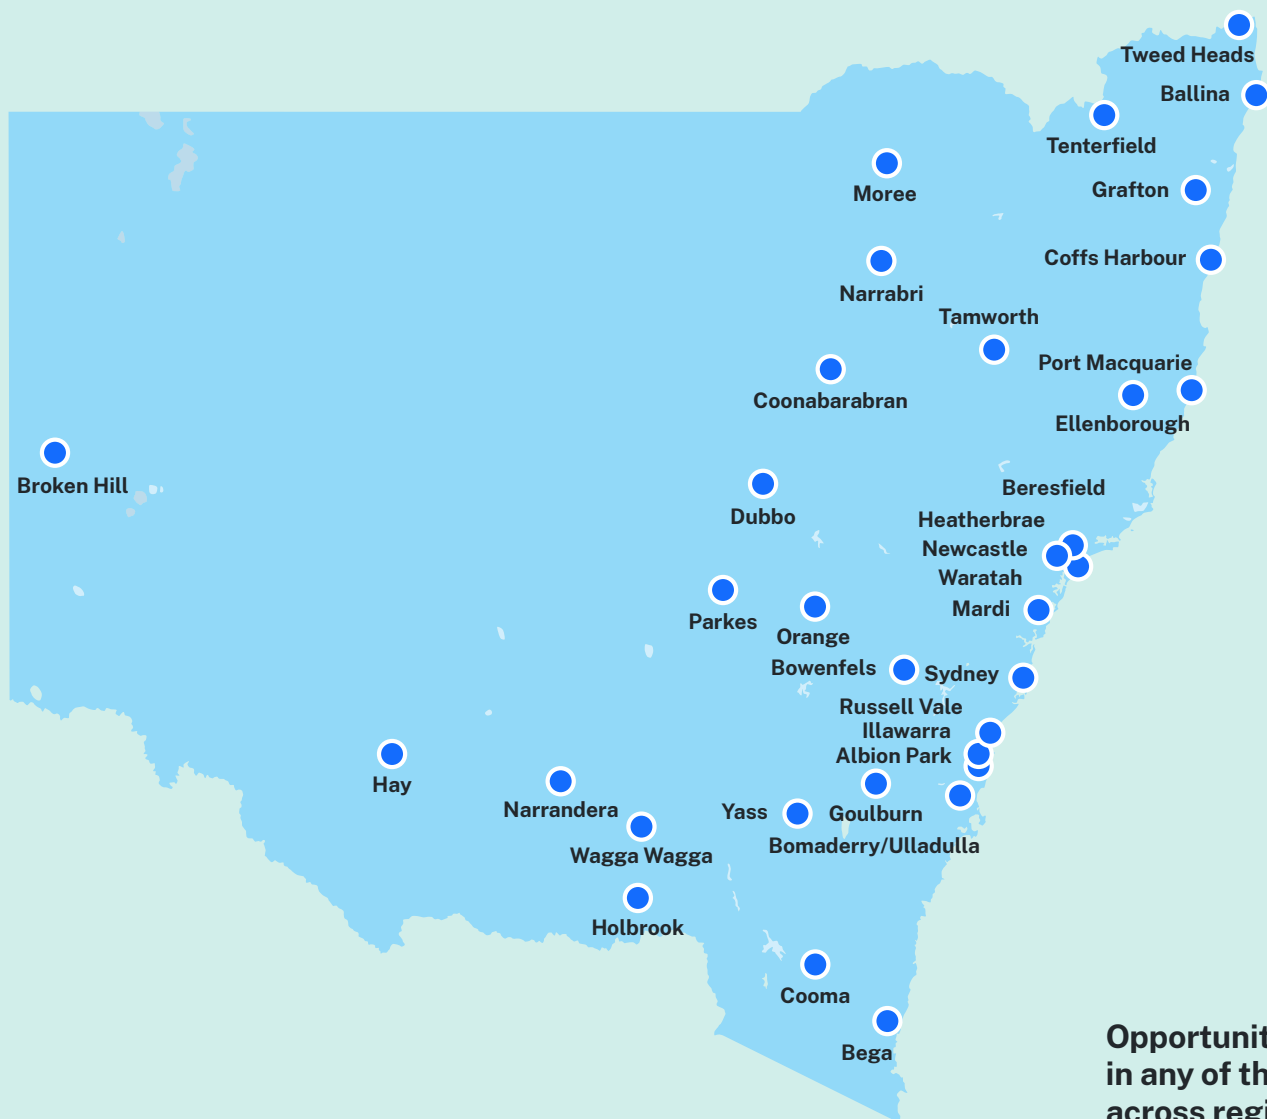 Tweed Heads
Ballina
Tenterfield
Moree
Grafton
Coffs Harbour
Narrabri
Tamworth
Port Macquarie
Coonabarabran
Ellenborough
Broken Hill
Beresfield
Dubbo
Heatherbrae
Newcastle
Waratah
Mardi
Parkes
Orange
Bowenfels
Sydney
Russell Vale
Illawarra
Albion Park
Hay
Narrandera
Yass
Goulburn
Bomaderry/Ulladulla
Wagga Wagga
Holbrook
Cooma
Bega
Opportunit
in any of th
across regi